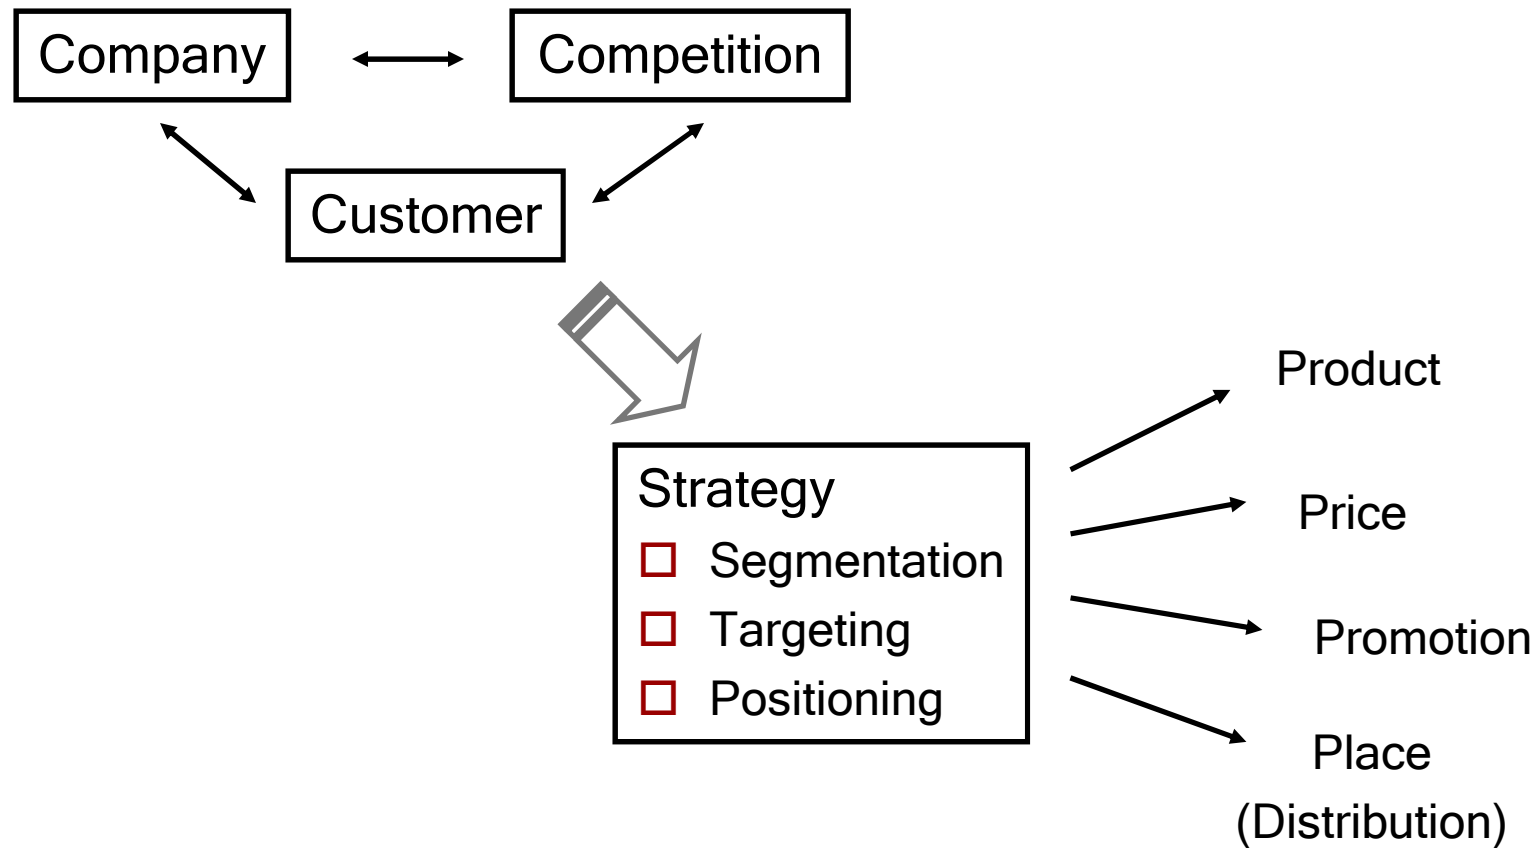 Company
Competition
Customer
Product
Strategy
Price
Segmentation
Targeting
Promotion
Positioning
Place
(Distribution)